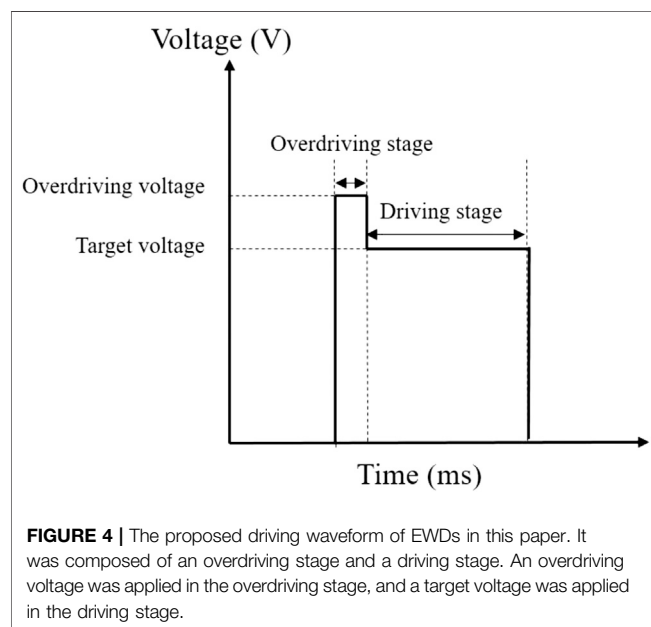 Voltage (V)
Overdriving stage
Overdriving voltage
Driving stage
Target voltage
Time (ms)
FIGURE 4 | The proposed driving waveform of EWDs in this paper. It
was composed of an overdriving stage and a driving stage. An overdriving
voltage was applied in the overdriving stage, and a target voltage was applied
in the driving stage.